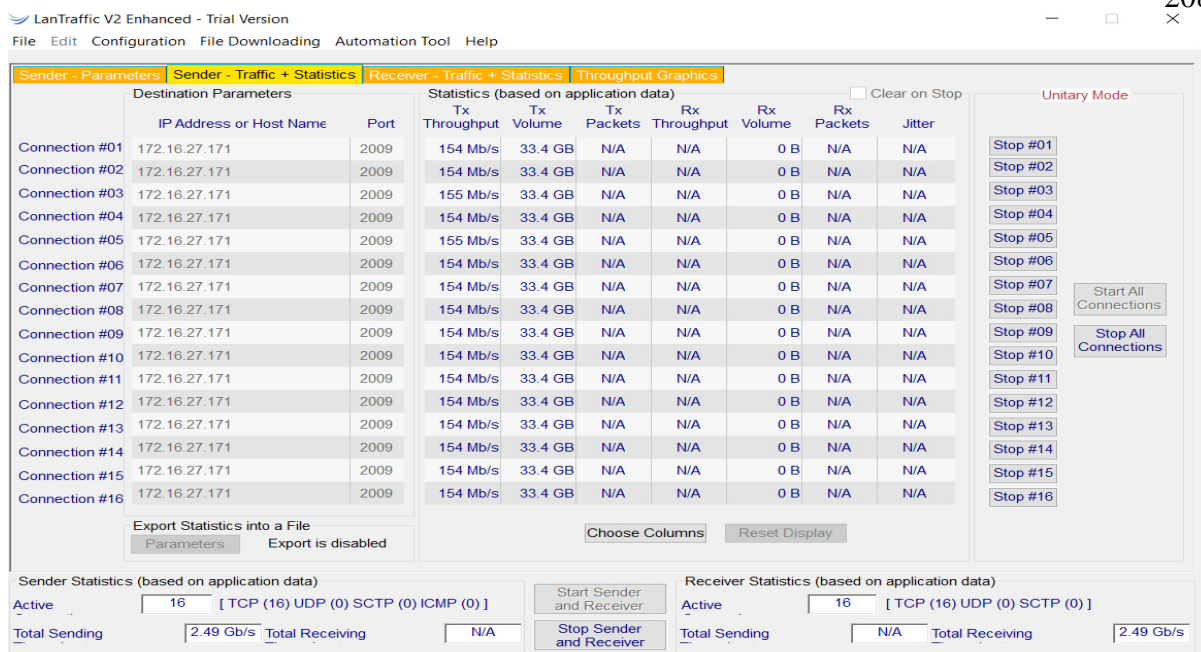 LanTraffic V2 Enhanced - Trial Version
File Edit Configuration File Downloading Automation Tool Help
Sender - Parameters Sender - Traffic + Statistics Receiver - Traffic + Statistics Throughput Graphics
Destination Parameters Statistics (based on application data) Clear on Stop Unitary Mode
Tx Tx Tx Rx Rx Rx
IP Address or Host Name Port Throughput Volume Packets Throughput Volume Packets Jitter
Connection #01 172.16.27.171 2009 154 Mb/s 33.4 GB N/A N/A 0 B N/A N/A Stop #01
Connection #02 172.16.27.171 2009 154 Mb/s 33.4 GB N/A N/A 0 B N/A N/A Stop #02
Connection #03 172.16.27.171 2009 155 Mb/s 33.4 GB N/A N/A 0 B N/A N/A Stop #03
Connection #04 172.16.27.171 2009 154 Mb/s 33.4 GB N/A N/A 0 B N/A N/A Stop #04
Connection #05 172.16.27.171 2009 155 Mb/s 33.4 GB N/A N/A 0 B N/A N/A Stop #05
Connection #06 172.16.27.171 2009 154 Mb/s 33.4 GB N/A N/A 0 B N/A N/A Stop #06
Connection #07 172.16.27.171 2009 154 Mb/s 33.4 GB N/A N/A 0 B N/A N/A Stop #07 Start All
Connection #08 172.16.27.171 2009 154 Mb/s 33.4 GB N/A N/A 0 B N/A N/A Stop #08 Connections
Connection #09 172.16.27.171 2009 154 Mb/s 33.4 GB N/A N/A 0 B N/A N/A Stop #09 Stop All
Connection #10 172.16.27.171 2009 154 Mb/s 33.4 GB N/A N/A 0 B N/A N/A Stop #10 Connections
Connection #11 172.16.27.171 2009 154 Mb/s 33.4 GB N/A N/A 0 B N/A N/A Stop #11
Connection #12 172.16.27.171 2009 154 Mb/s 33.4 GB N/A N/A 0 B N/A N/A Stop #12
Connection #13 172.16.27.171 2009 154 Mb/s 33.4 GB N/A N/A 0 B N/A N/A Stop #13
Connection #14 172.16.27.171 2009 154 Mb/s 33.4 GB N/A N/A 0 B N/A N/A Stop #14
Connection #15 172.16.27.171 2009 154 Mb/s 33.4 GB N/A N/A 0 B N/A N/A Stop #15
Connection #16 172.16.27.171 2009 154 Mb/s 33.4 GB N/A N/A 0 B N/A N/A Stop #16
Export Statistics into a File
Parameters Export is disabled Choose Columns Reset Display
Sender Statistics (based on application data) Receiver Statistics (based on application data)
Active 16 [ TCP (16) UDP (0) SCTP (0) ICMP (0) ] Start Sender and Receiver Active 16 [ TCP (16) UDP (0) SCTP (0) ]
Total Sending 2.49 Gb/s Total Receiving N/A Stop Sender and Receiver Total Sending N/A Total Receiving 2.49 Gb/s